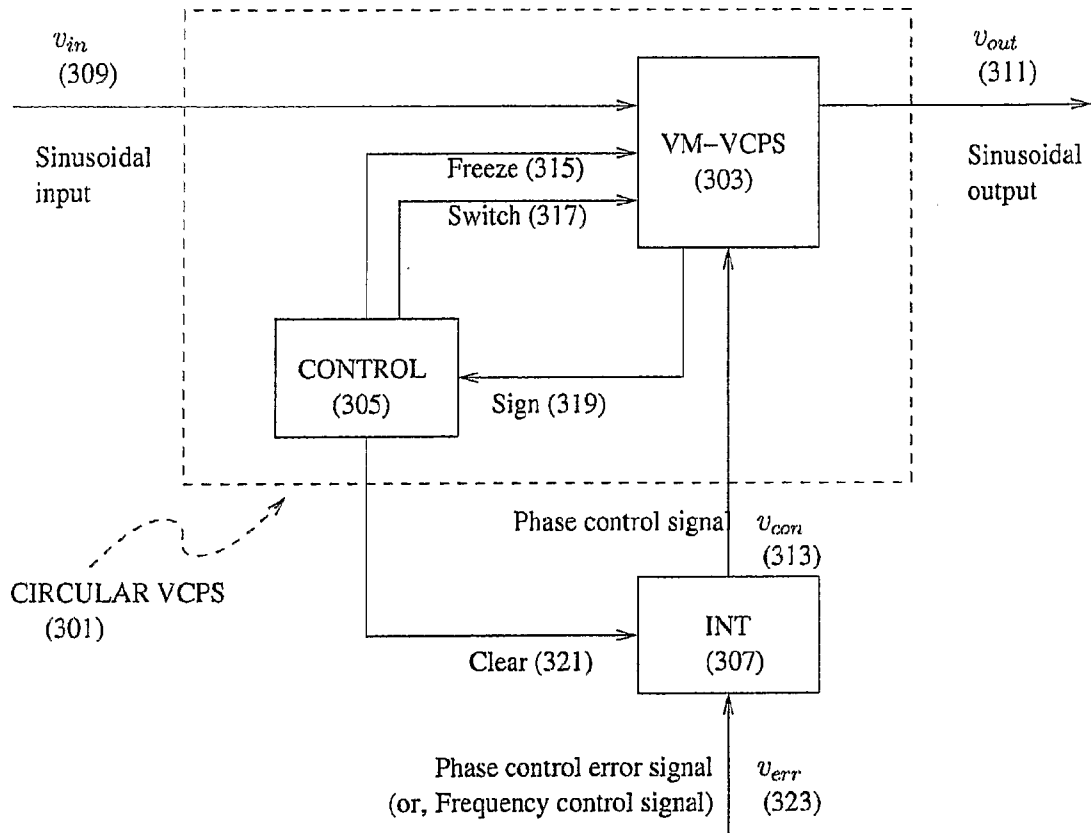 v_in
(309)
v_out
(311)
Sinusoidal
input
Sinusoidal
output
VM-VCPS
(303)
Freeze (315)
Switch (317)
CONTROL
(305)
Sign (319)
Phase control signal v_con
(313)
CIRCULAR VCPS
(301)
INT
(307)
Clear (321)
Phase control error signal v_err
(or, Frequency control signal) (323)